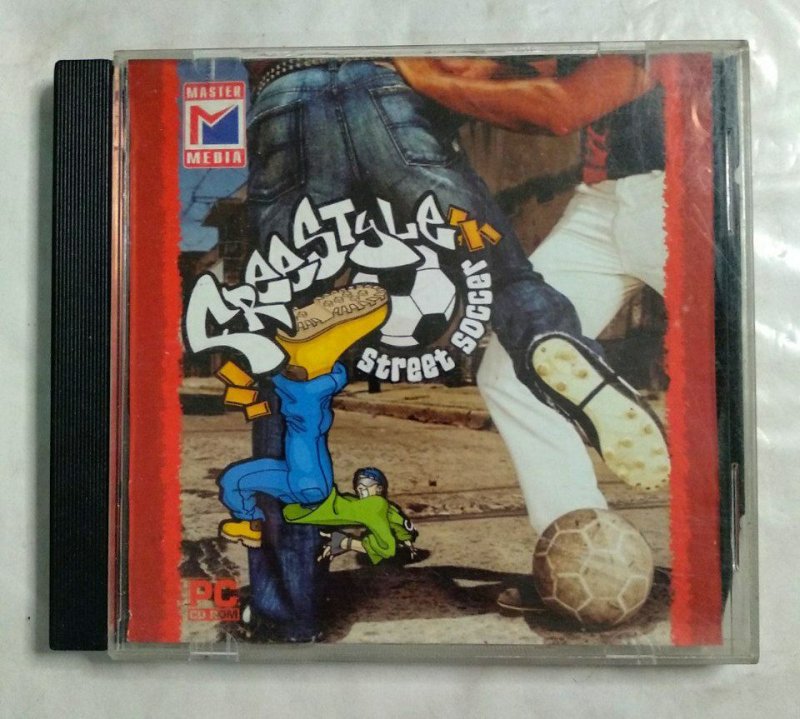 MASTER
MEDIA
FREESTYLE
street soccer
PC
CD-ROM